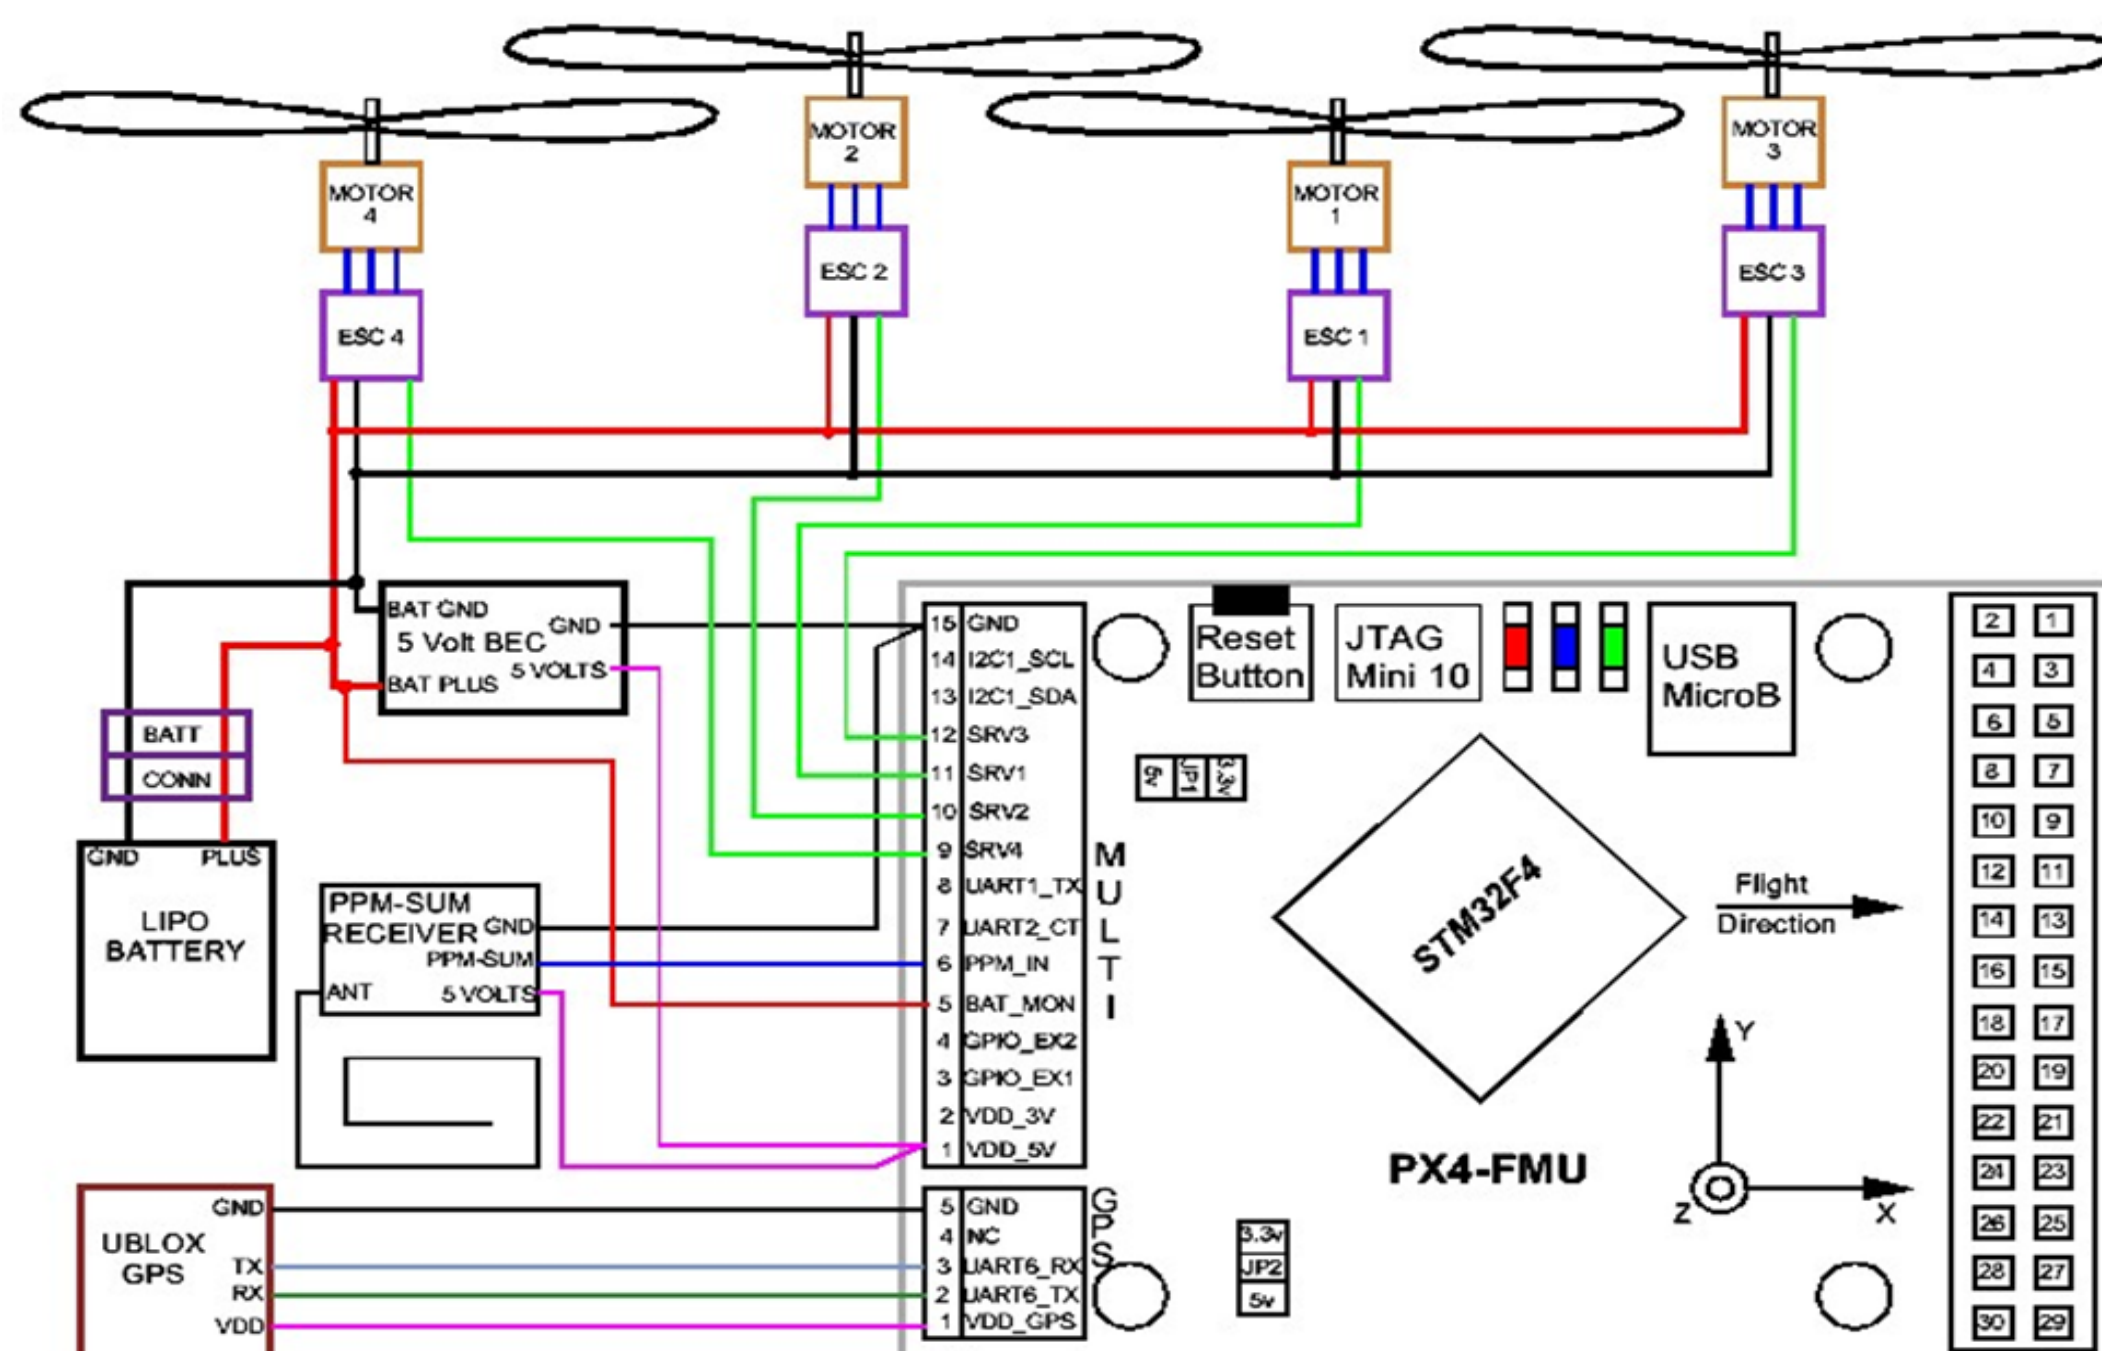 MOTOR
4
MOTOR
2
MOTOR
1
MOTOR
3
ESC 4
ESC 2
ESC 1
ESC 3
BAT GND
GND
5 Volt BEC
5 VOLTS
BAT PLUS
BATT
CONN
GND
PLUS
LIPO
BATTERY
PPM-SUM
RECEIVER
GND
PPM-SUM
ANT
5 VOLTS
UBLOX
GPS
GND
TX
RX
VDD
15 GND
14 I2C1_SCL
13 I2C1_SDA
12 SRV3
11 SRV1
10 SRV2
9 SRV4
8 UART1_TX
7 UART2_CT
6 PPM_IN
5 BAT_MON
4 GPIO_EX2
3 GPIO_EX1
2 VDD_3V
1 VDD_5V
MULTI
5 GND
4 NC
3 UART6_RX
2 UART6_TX
1 VDD_GPS
GPS
Reset
Button
JTAG
Mini 10
USB
MicroB
5v JP1 3.3v
STM32F4
Flight
Direction
Y
Z
X
PX4-FMU
3.3v
JP2
5v
2 1
4 3
6 5
8 7
10 9
12 11
14 13
16 15
18 17
20 19
22 21
24 23
26 25
28 27
30 29